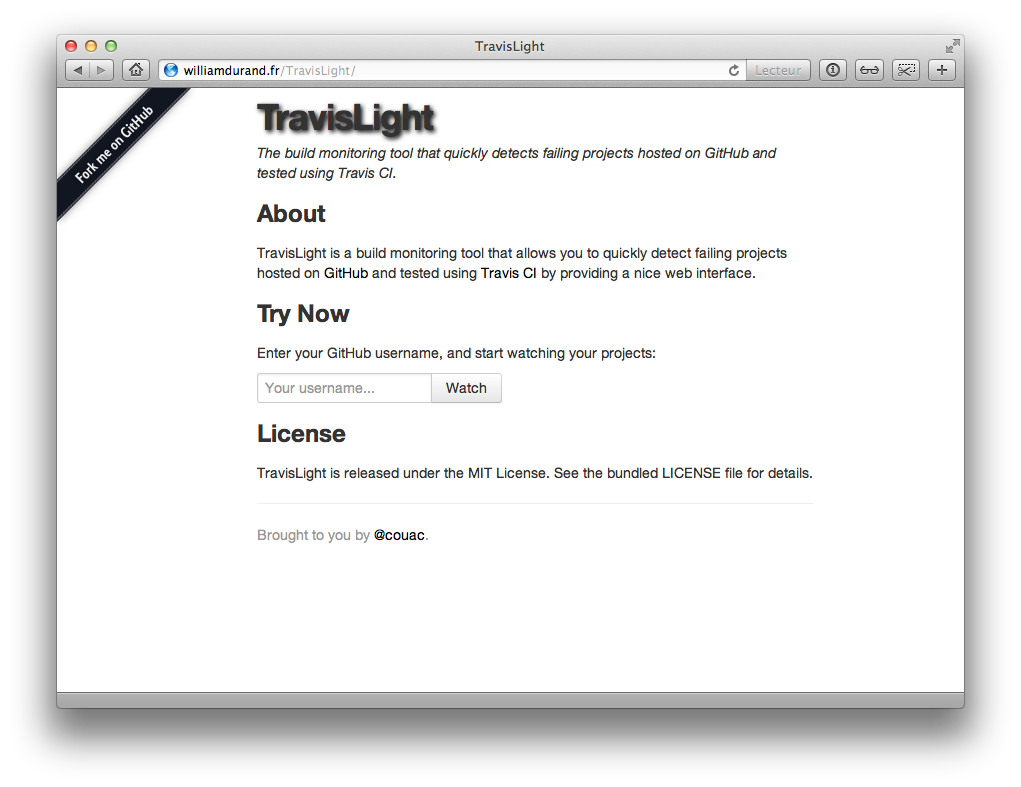 TravisLight
williamdurand.fr/TravisLight/
Lecteur
Fork me on GitHub
TravisLight
The build monitoring tool that quickly detects failing projects hosted on GitHub and
tested using Travis CI.
About
TravisLight is a build monitoring tool that allows you to quickly detect failing projects
hosted on GitHub and tested using Travis CI by providing a nice web interface.
Try Now
Enter your GitHub username, and start watching your projects:
Your username...
Watch
License
TravisLight is released under the MIT License. See the bundled LICENSE file for details.
Brought to you by @couac.